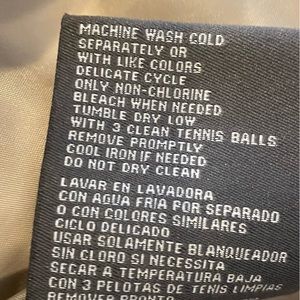 MACHINE WASH COLD
SEPARATELY OR
WITH LIKE COLORS
DELICATE CYCLE
ONLY NON-CHLORINE
BLEACH WHEN NEEDED
TUMBLE DRY LOW
WITH 3 CLEAN TENNIS BALLS
REMOVE PROMPTLY
COOL IRON IF NEEDED
DO NOT DRY CLEAN
LAVAR EN LAVADORA
CON AGUA FRIA POR SEPARADO
O CON COLORES SIMILARES
CICLO DELICADO
USAR SOLAMENTE BLANQUEADOR
SIN CLORO SI NECESITA
SECAR A TEMPERATURA BAJA
CON 3 PELOTAS DE TENIS LIMPIAS
REMOVER PRONTO